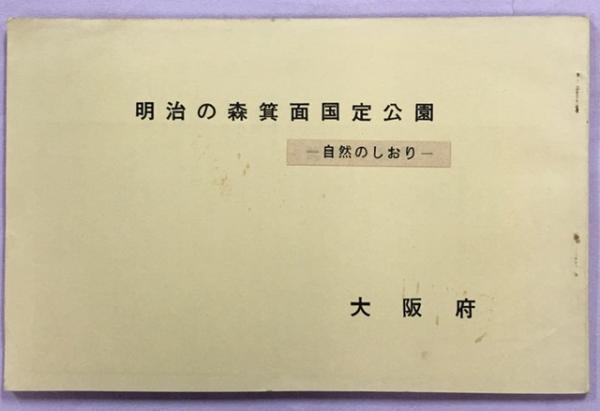 明治の森箕面国定公園
—自然のしおり—
大阪府